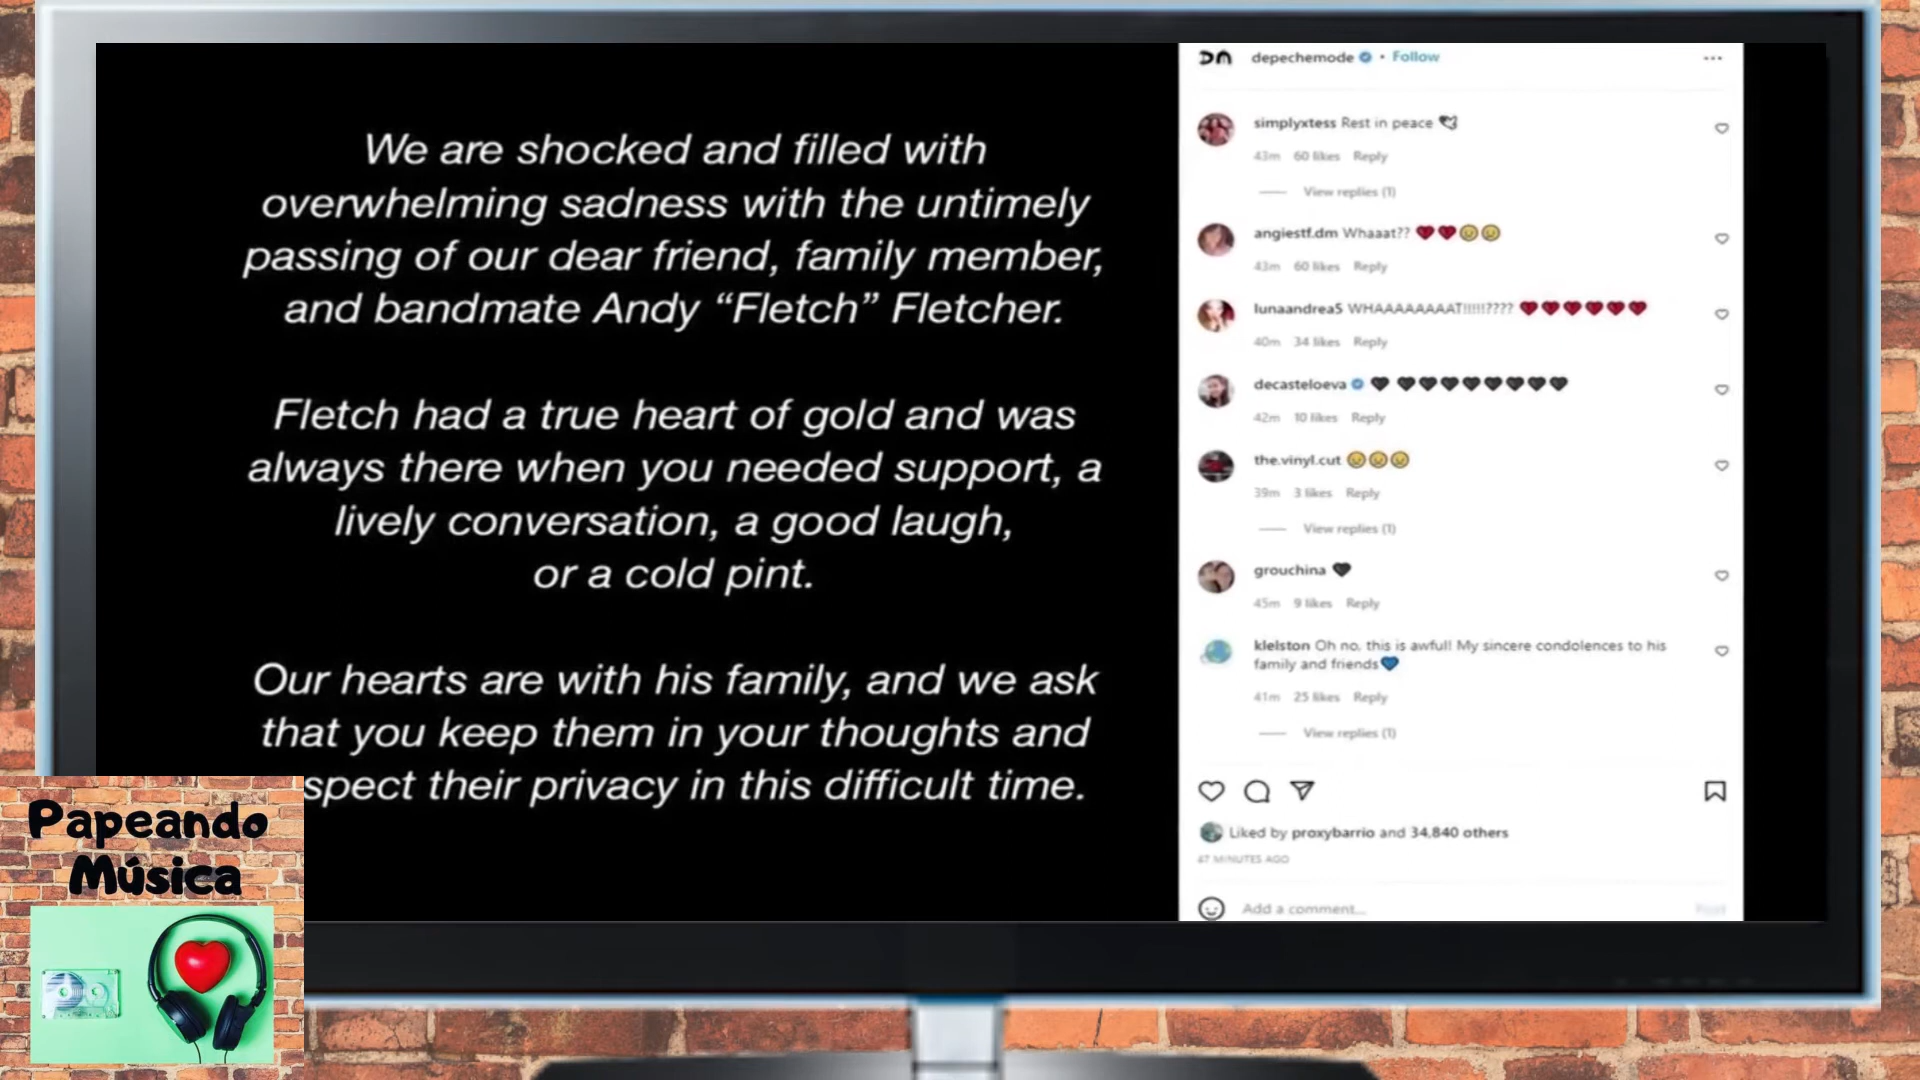 We are shocked and filled with
overwhelming sadness with the untimely
passing of our dear friend, family member,
and bandmate Andy “Fletch” Fletcher.
Fletch had a true heart of gold and was
always there when you needed support, a
lively conversation, a good laugh,
or a cold pint.
Our hearts are with his family, and we ask
that you keep them in your thoughts and
spect their privacy in this difficult time.
depechemode • Follow
simplyxtess Rest in peace
43m 60 likes Reply
View replies (1)
angiestf.dm Whaaat??
43m 60 likes Reply
lunaandrea5 WHAAAAAAAAT!!!!!????
40m 34 likes Reply
decasteloeva
42m 10 likes Reply
the.vinyl.cut
39m 3 likes Reply
View replies (1)
grouchina
45m 9 likes Reply
klelston Oh no, this is awful! My sincere condolences to his
family and friends
41m 25 likes Reply
View replies (1)
Liked by proxybarrio and 34,840 others
47 MINUTES AGO
Add a comment...
Papeando
Música